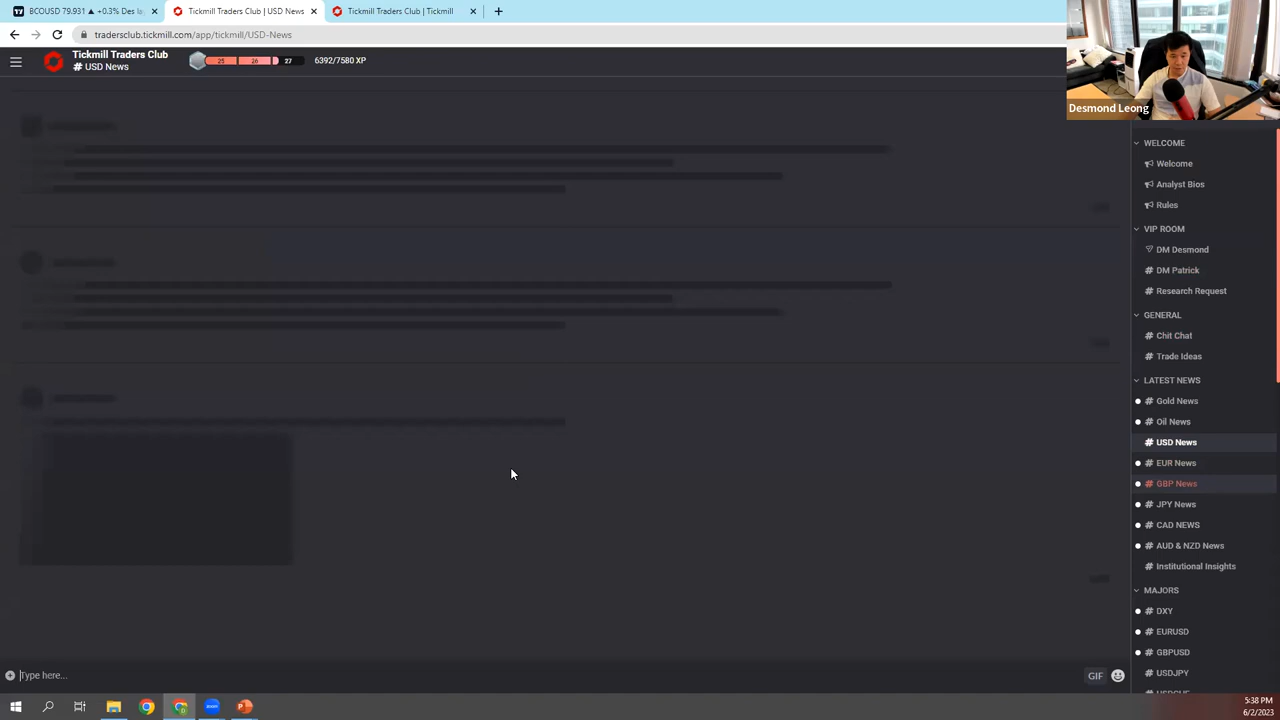 BCOUSD 79.931 ▲ +0.3% Des la
Tickmill Traders Club | USD News
Tickmill Traders Club | Tickmill
tradersclub.tickmill.com/app/tickmill/USD-News
Tickmill Traders Club
# USD News
25 26 27
6392/7580 XP
Desmond Leong
WELCOME
Welcome
Analyst Bios
Rules
VIP ROOM
DM Desmond
# DM Patrick
# Research Request
GENERAL
# Chit Chat
# Trade Ideas
LATEST NEWS
# Gold News
# Oil News
# USD News
# EUR News
# GBP News
# JPY News
# CAD NEWS
# AUD & NZD News
# Institutional Insights
MAJORS
# DXY
# EURUSD
# GBPUSD
# USDJPY
Type here...
GIF
5:38 PM
6/2/2023